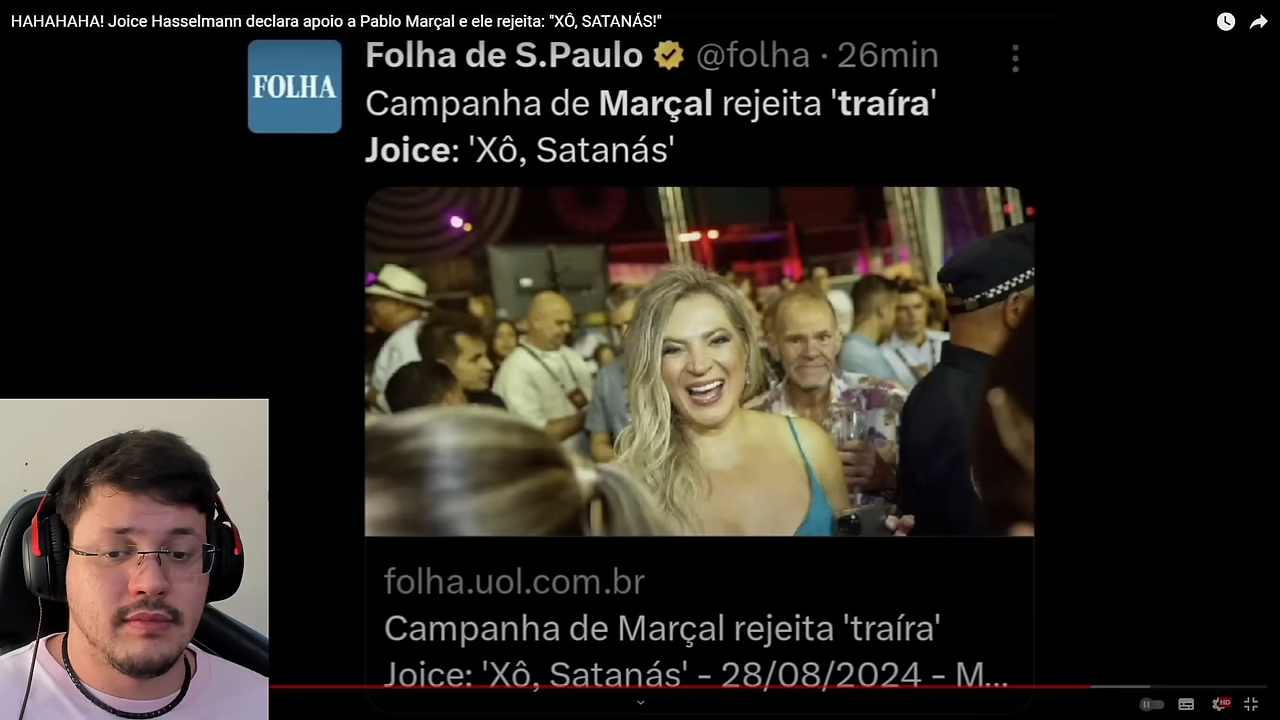 HAHAHAHA! Joice Hasselmann declara apoio a Pablo Marçal e ele rejeita: "XÔ, SATANÁS!"
FOLHA
Folha de S.Paulo @folha · 26min
Campanha de Marçal rejeita 'traíra'
Joice: 'Xô, Satanás'
folha.uol.com.br
Campanha de Marçal rejeita 'traíra'
Joice: 'Xô, Satanás' - 28/08/2024 - M...
HD